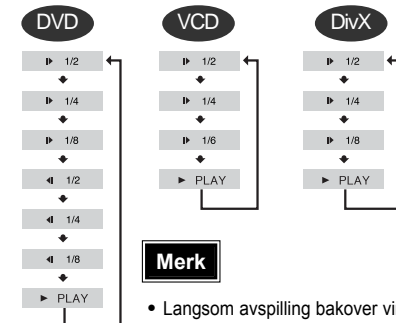 DVD
1/2
1/4
1/8
1/2
1/4
1/8
PLAY
VCD
1/2
1/4
1/6
PLAY
DivX
1/2
1/4
1/8
PLAY
Merk
• Langsom avspilling bakover